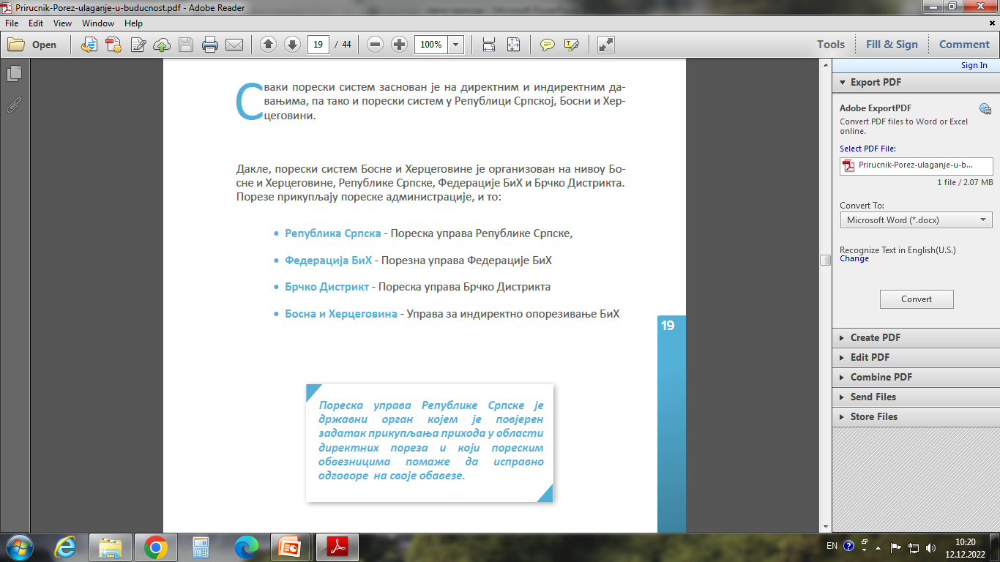 Prirucnik-Porez-ulaganje-u-buducnost.pdf - Adobe Reader
File Edit View Window Help
Open 19 / 44 100% Tools Fill & Sign Comment
Sign In
Сваки порески систем заснован је на директним и индиректним да-
вањима, па тако и порески систем у Републици Српској, Босни и Хер-
цеговини.
Дакле, порески систем Босне и Херцеговине је организован на нивоу Бо-
сне и Херцеговине, Републике Српске, Федерације БиХ и Брчко Дистрикта.
Порезе прикупљају пореске администрације, и то:
• Република Српска - Пореска управа Републике Српске,
• Федерација БиХ - Порезна управа Федерације БиХ
• Брчко Дистрикт - Пореска управа Брчко Дистрикта
• Босна и Херцеговина - Управа за индиректно опорезивање БиХ
19
Пореска управа Републике Српске је
државни орган којем је повјерен
задатак прикупљања прихода у области
директних пореза и који пореским
обвезницима помаже да исправно
одговоре на своје обавезе.
Export PDF
Adobe ExportPDF
Convert PDF files to Word or Excel
online.
Select PDF File:
Prirucnik-Porez-ulaganje-u-b...
1 file / 2.07 MB
Convert To:
Microsoft Word (*.docx)
Recognize Text in English(U.S.)
Change
Convert
Create PDF
Edit PDF
Combine PDF
Send Files
Store Files
EN 10:20
12.12.2022